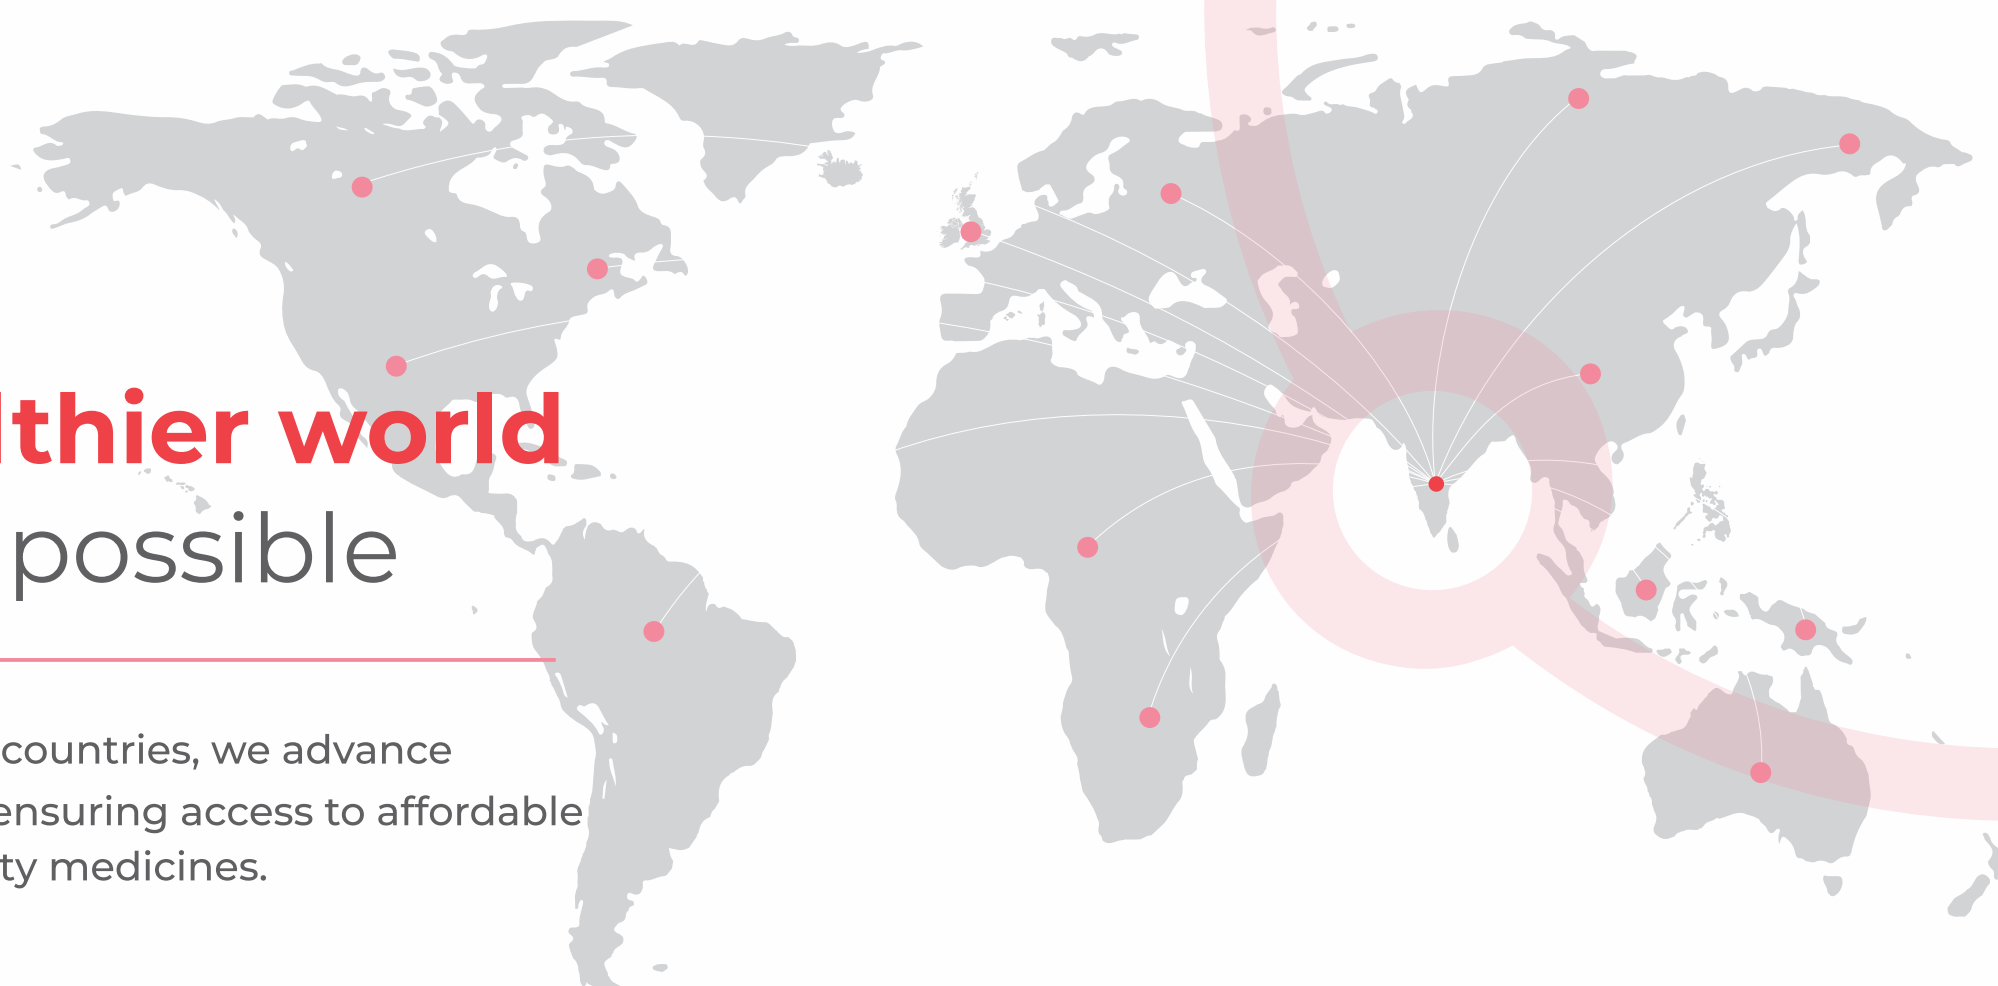 lthier world
possible
countries, we advance
ensuring access to affordable
ty medicines.